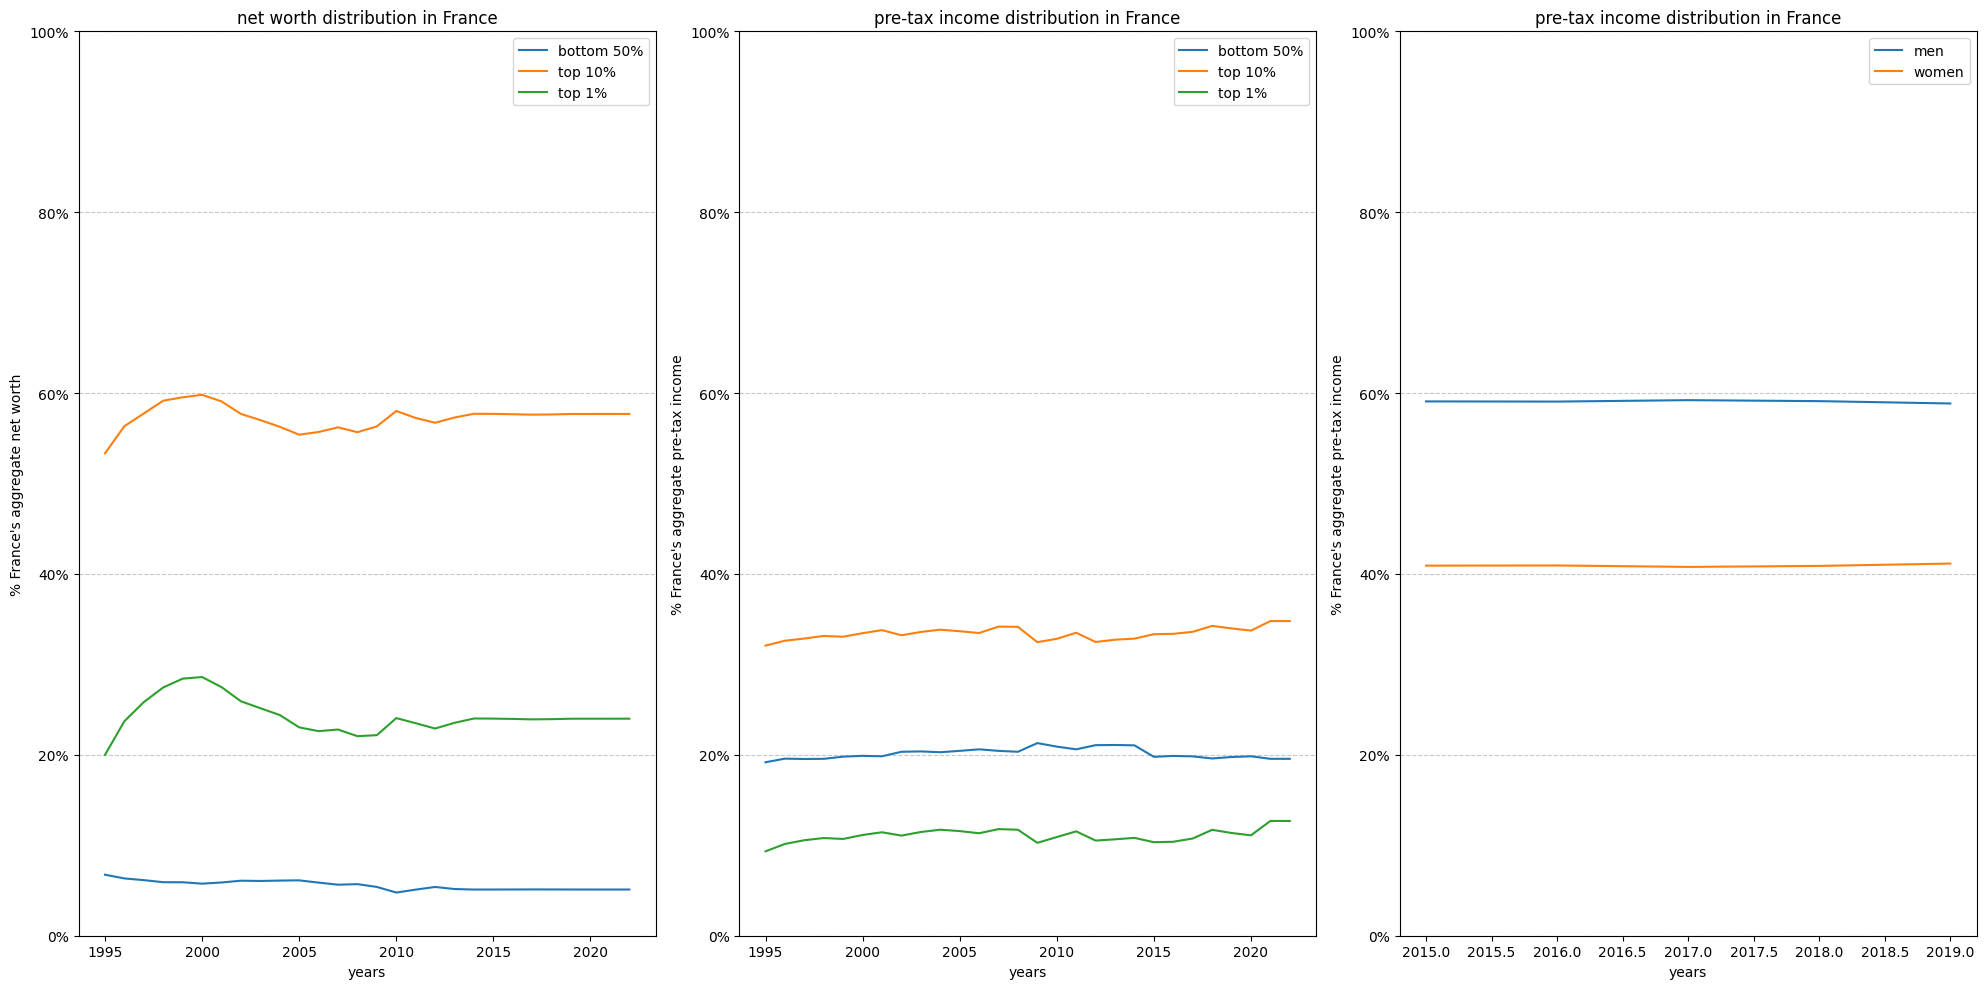 net worth distribution in France
bottom 50%
top 10%
top 1%
100%
80%
60%
40%
20%
0%
% France's aggregate net worth
1995 2000 2005 2010 2015 2020
years
pre-tax income distribution in France
bottom 50%
top 10%
top 1%
100%
80%
60%
40%
20%
0%
% France's aggregate pre-tax income
1995 2000 2005 2010 2015 2020
years
pre-tax income distribution in France
men
women
100%
80%
60%
40%
20%
0%
% France's aggregate pre-tax income
2015.0 2015.5 2016.0 2016.5 2017.0 2017.5 2018.0 2018.5 2019.0
years